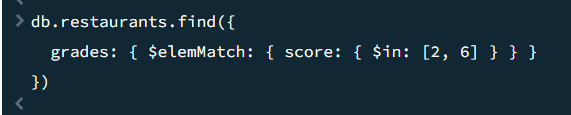 > db.restaurants.find({
grades: { $elemMatch: { score: { $in: [2, 6] } } }
})
<